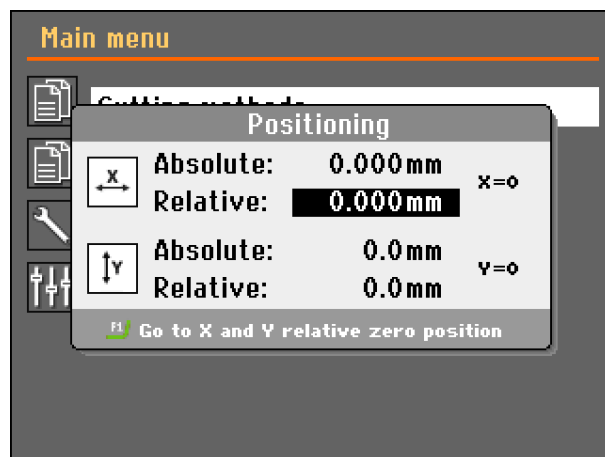 Main menu
Positioning
X
Absolute: 0.000mm
Relative: 0.000mm
X=0
Y
Absolute: 0.0mm
Relative: 0.0mm
Y=0
F1 Go to X and Y relative zero position